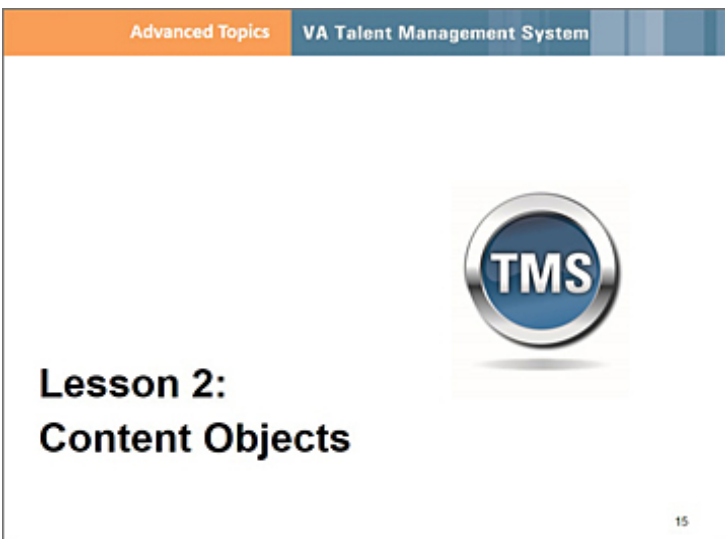 Advanced Topics VA Talent Management System
TMS
Lesson 2:
Content Objects
15